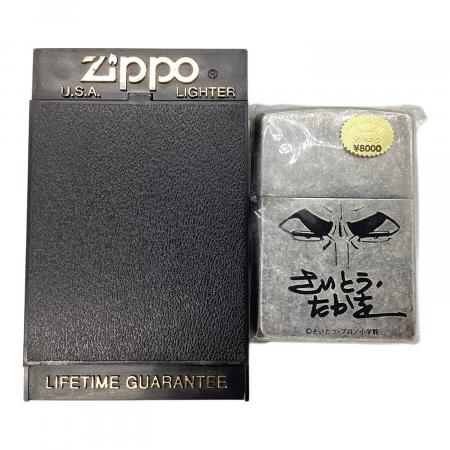 Zippo®
U.S.A. LIGHTER
LIFETIME GUARANTEE
¥8000
さいとう・
たかを
©さいとう・プロ/小学館